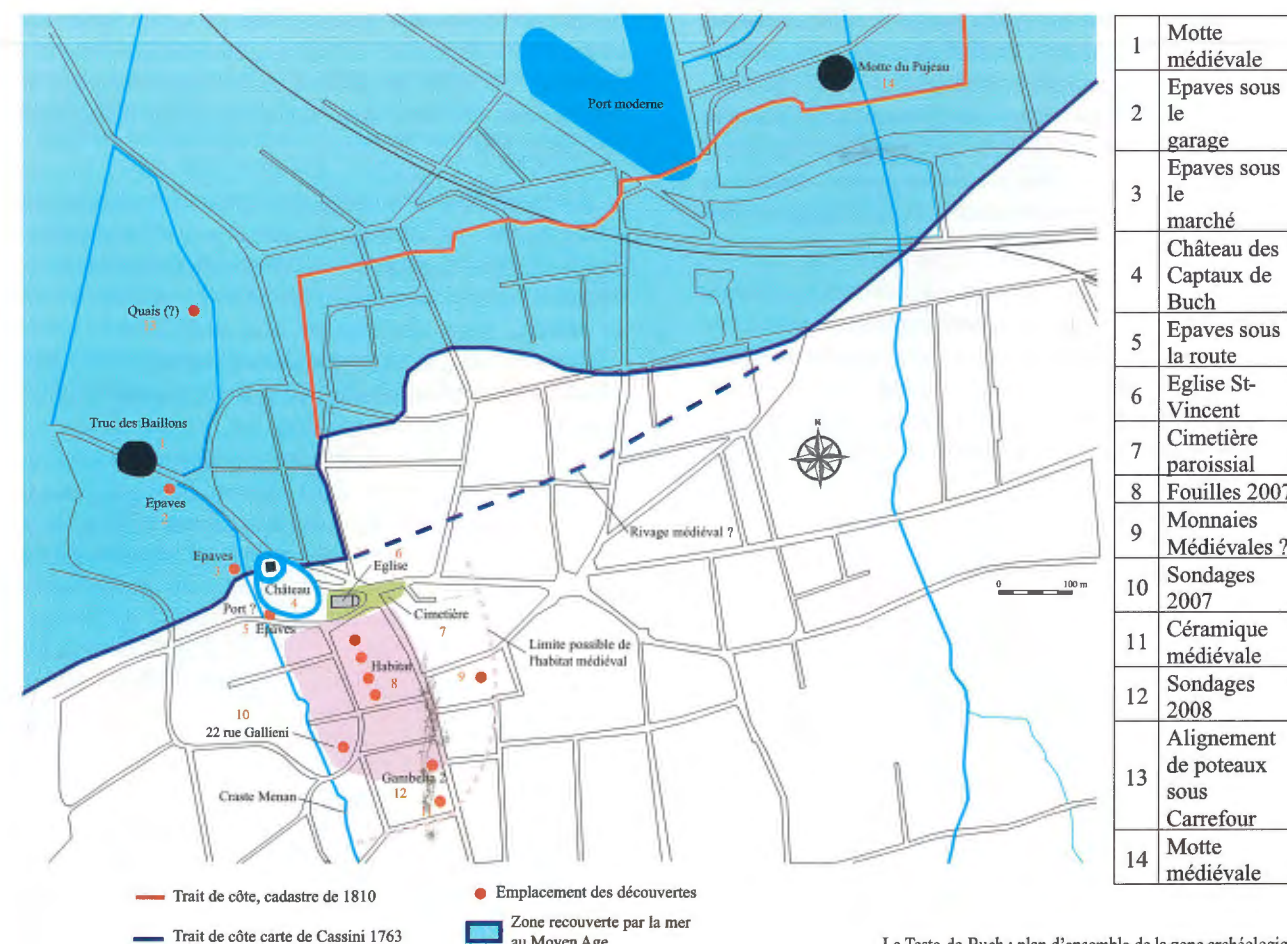 Port moderne
Motte du Pujeau
14
Quais (?)
13
Truc des Baillons
1
Epaves
2
Rivage médiéval ?
N
Epaves
3
6
Eglise
Château
4
0 100 m
Port ?
Cimetière
5 Epaves
7
Limite possible de
l'habitat médiéval
Habitat
8
9
10
22 rue Gallieni
Gambetta 2
12
Craste Menan
1 Motte
médiévale
2 Epaves sous
le
garage
3 Epaves sous
le
marché
4 Château des
Captaux de
Buch
5 Epaves sous
la route
6 Eglise St-
Vincent
7 Cimetière
paroissial
8 Fouilles 2007
9 Monnaies
Médiévales ?
10 Sondages
2007
11 Céramique
médiévale
12 Sondages
2008
13 Alignement
de poteaux
sous
Carrefour
14 Motte
médiévale
Trait de côte, cadastre de 1810
Emplacement des découvertes
Trait de côte carte de Cassini 1763
Zone recouverte par la mer
au Moyen Age
La Teste de Buch : plan d'ensemble de la zone